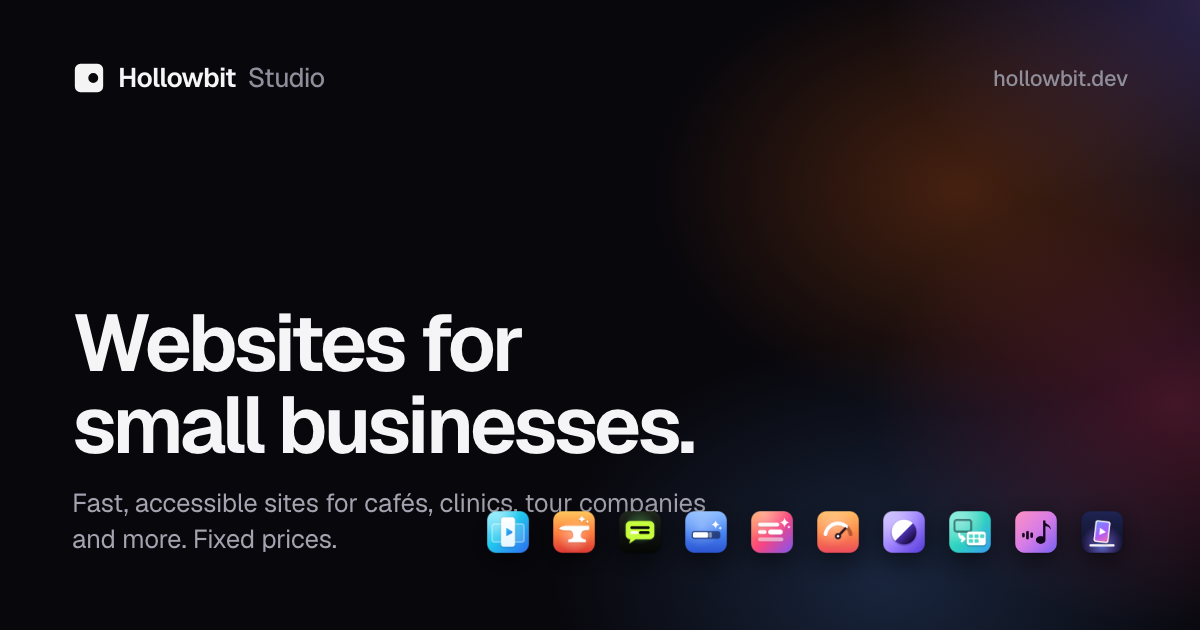 Hollowbit Studio
hollowbit.dev
Websites for
small businesses.
Fast, accessible sites for cafés, clinics, tour companies
and more. Fixed prices.